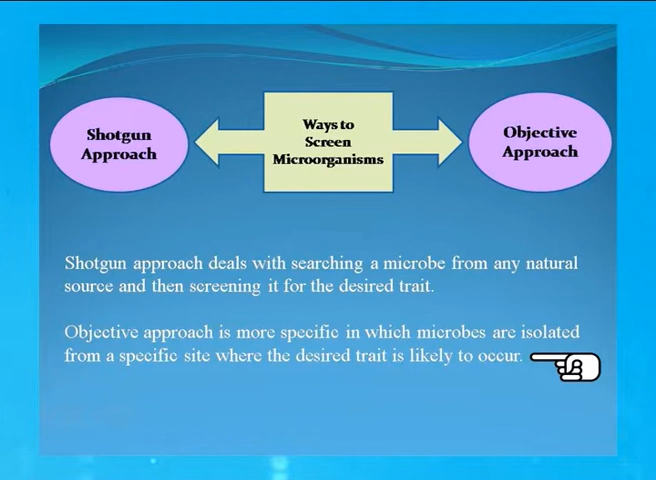 Shotgun
Approach
Ways to
Screen
Microorganisms
Objective
Approach
Shotgun approach deals with searching a microbe from any natural
source and then screening it for the desired trait.
Objective approach is more specific in which microbes are isolated
from a specific site where the desired trait is likely to occur.